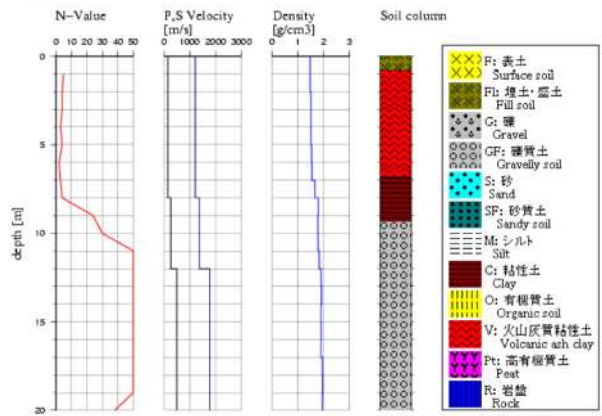 N-Value
P,S Velocity
[m/s]
Density
[g/cm3]
Soil column
0 10 20 30 40 50
0 1000 2000 3000
0 1 2 3
depth [m]
0
5
10
15
20
F: 表土
Surface soil
Fl: 埋土・盛土
Fill soil
G: 礫
Gravel
GF: 礫質土
Gravelly soil
S: 砂
Sand
SF: 砂質土
Sandy soil
M: シルト
Silt
C: 粘性土
Clay
O: 有機質土
Organic soil
V: 火山灰質粘性土
Volcanic ash clay
Pt: 高有機質土
Peat
R: 岩盤
Rock